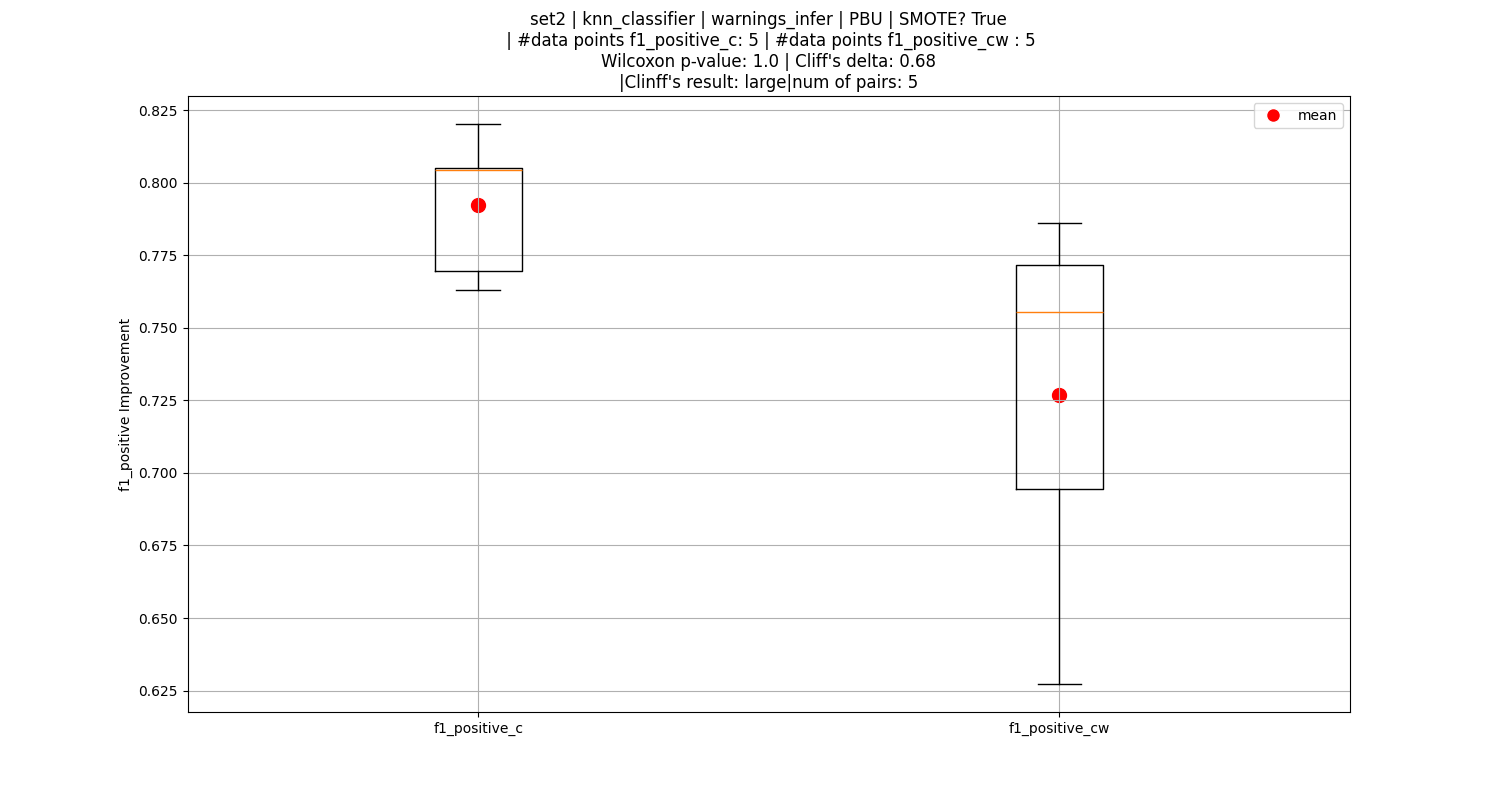 set2 | knn_classifier | warnings_infer | PBU | SMOTE? True
| #data points f1_positive_c: 5 | #data points f1_positive_cw : 5
Wilcoxon p-value: 1.0 | Cliff's delta: 0.68
|Clinff's result: large|num of pairs: 5
mean
f1_positive Improvement
0.825
0.800
0.775
0.750
0.725
0.700
0.675
0.650
0.625
f1_positive_c
f1_positive_cw